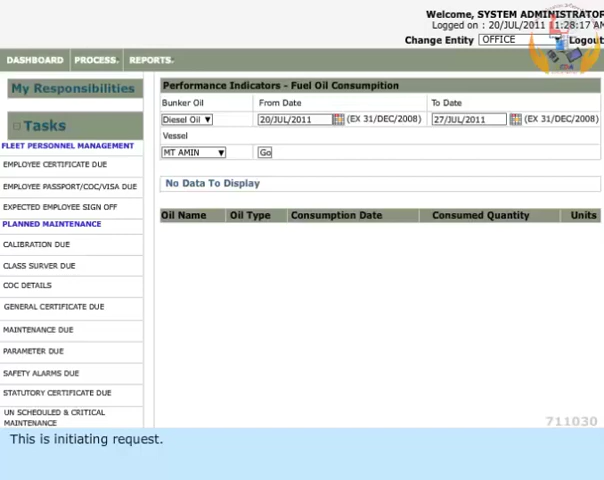 Welcome, SYSTEM ADMINISTRATOR
Logged on : 20/JUL/2011 11:28:17 AM
Change Entity OFFICE Logout
DASHBOARD PROCESS REPORTS
My Responsibilities
Performance Indicators - Fuel Oil Consumpition
Bunker Oil From Date To Date
Diesel Oil 20/JUL/2011 (EX 31/DEC/2008) 27/JUL/2011 (EX 31/DEC/2008)
Tasks
Vessel
FLEET PERSONNEL MANAGEMENT
MT AMIN Go
EMPLOYEE CERTIFICATE DUE
EMPLOYEE PASSPORT/COC/VISA DUE
No Data To Display
EXPECTED EMPLOYEE SIGN OFF
Oil Name Oil Type Consumption Date Consumed Quantity Units
PLANNED MAINTENANCE
CALIBRATION DUE
CLASS SURVER DUE
COC DETAILS
GENERAL CERTIFICATE DUE
MAINTENANCE DUE
PARAMETER DUE
SAFETY ALARMS DUE
STATUTORY CERTIFICATE DUE
UN SCHEDULED & CRITICAL
MAINTENANCE
711030
This is initiating request.